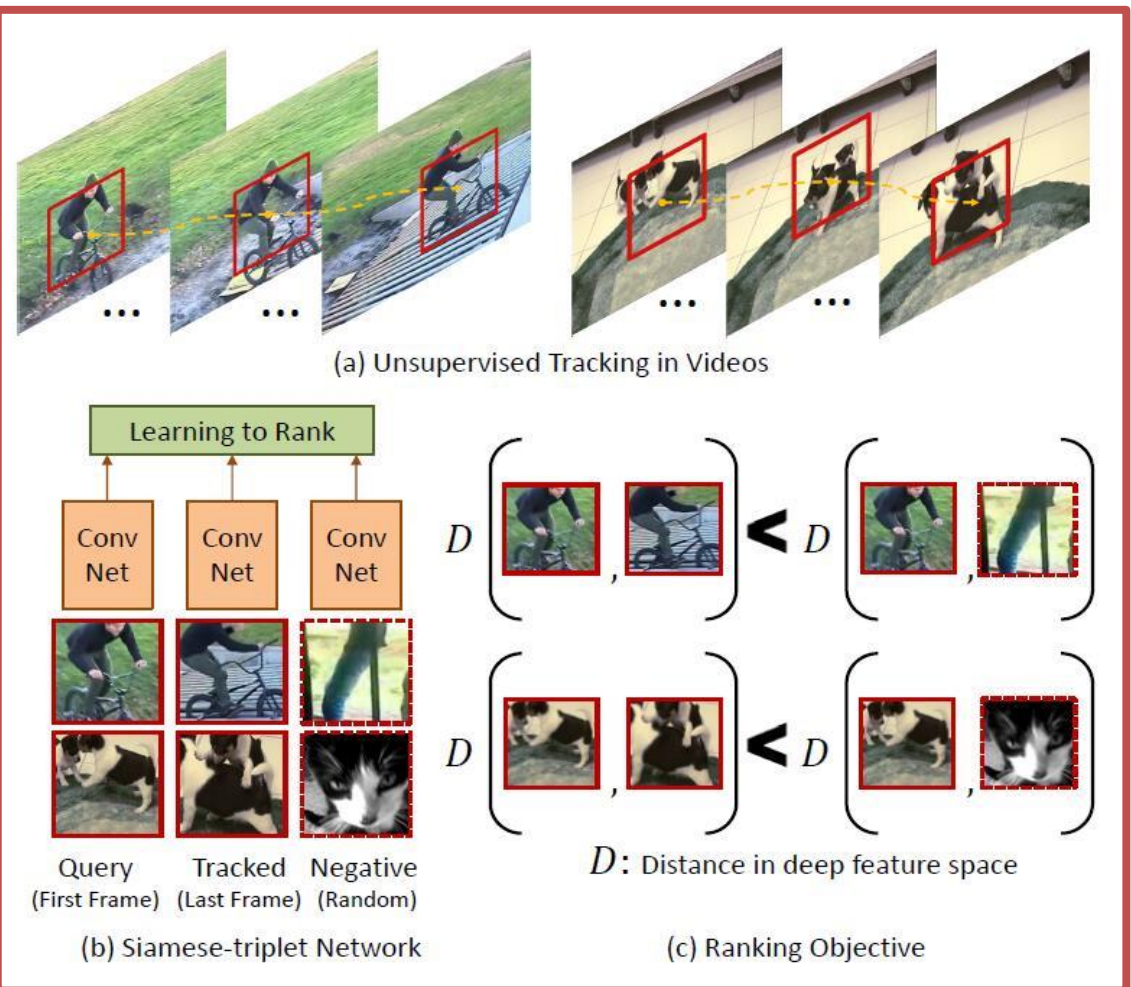 ... ... ... ...
(a) Unsupervised Tracking in Videos
Learning to Rank
Conv Net
Conv Net
Conv Net
Query
(First Frame)
Tracked
(Last Frame)
Negative
(Random)
(b) Siamese-triplet Network
D ( , ) < D ( , )
D ( , ) < D ( , )
D: Distance in deep feature space
(c) Ranking Objective